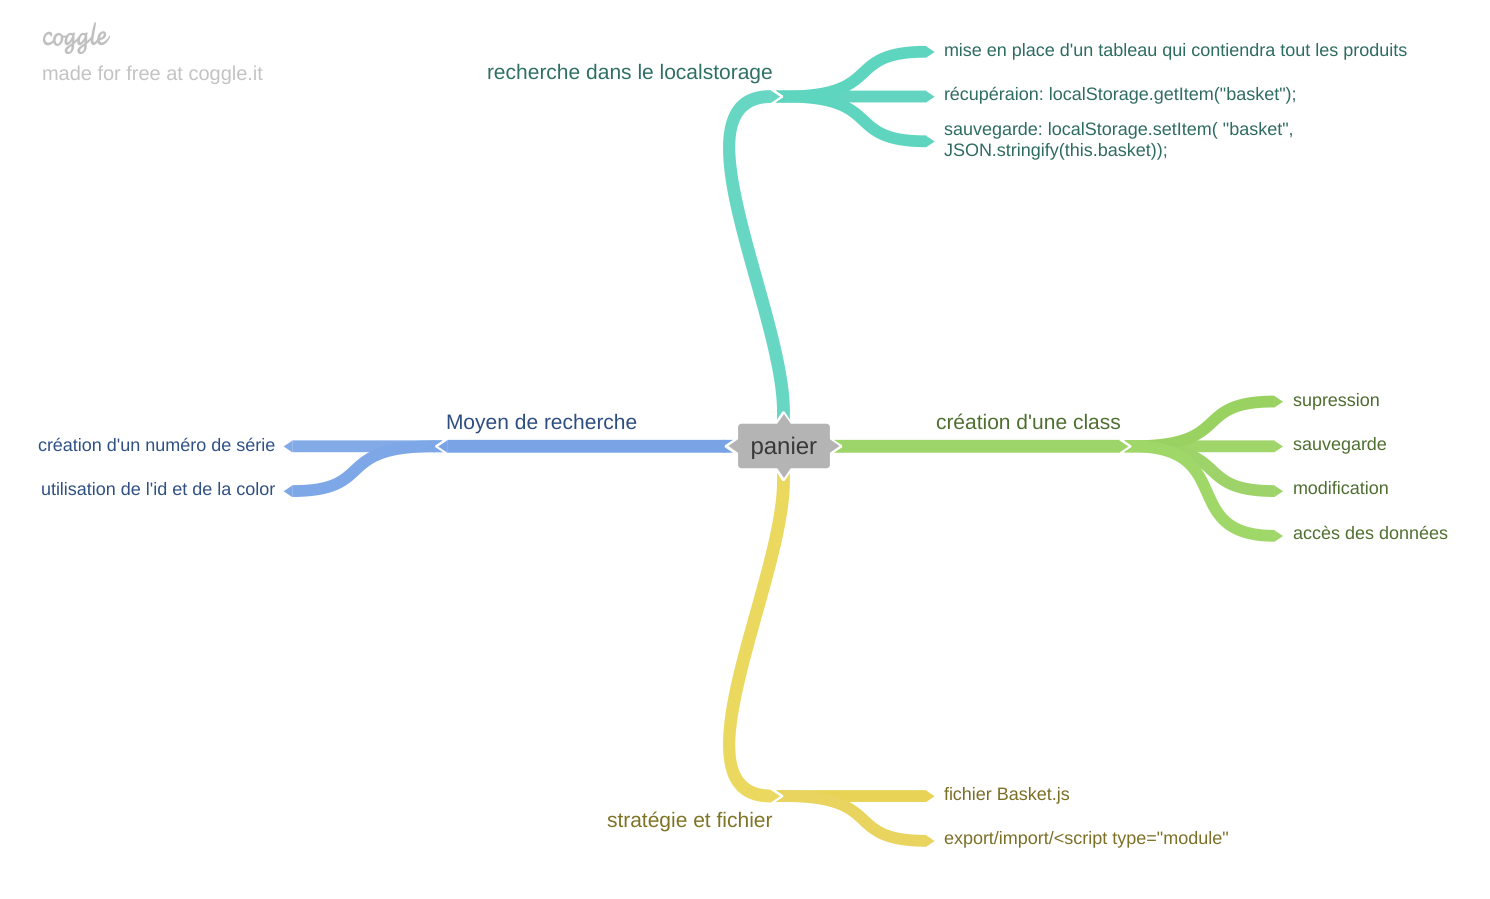 coggle
made for free at coggle.it
recherche dans le localstorage
mise en place d'un tableau qui contiendra tout les produits
récupéraion: localStorage.getItem("basket");
sauvegarde: localStorage.setItem( "basket",
JSON.stringify(this.basket));
Moyen de recherche
création d'un numéro de série
utilisation de l'id et de la color
panier
création d'une class
supression
sauvegarde
modification
accès des données
stratégie et fichier
fichier Basket.js
export/import/<script type="module"